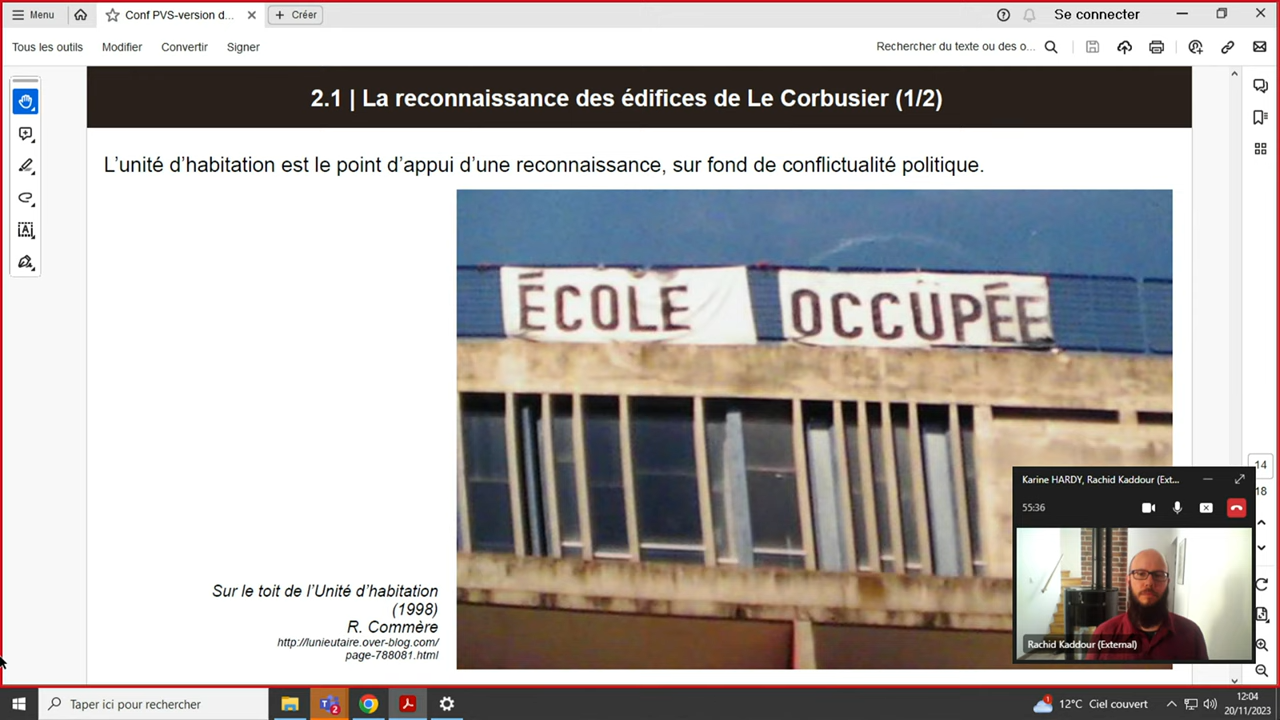 Menu
Conf PVS-version d...
Créer
Se connecter
Tous les outils
Modifier
Convertir
Signer
Rechercher du texte ou des o...
2.1 | La reconnaissance des édifices de Le Corbusier (1/2)
L’unité d’habitation est le point d’appui d’une reconnaissance, sur fond de conflictualité politique.
ÉCOLE OCCUPÉE
Sur le toit de l’Unité d’habitation
(1998)
R. Commère
http://lunieutaire.over-blog.com/
page-788081.html
14
18
Karine HARDY, Rachid Kaddour (Ext...
55:36
Rachid Kaddour (External)
Taper ici pour rechercher
2
12°C Ciel couvert
12:04
20/11/2023